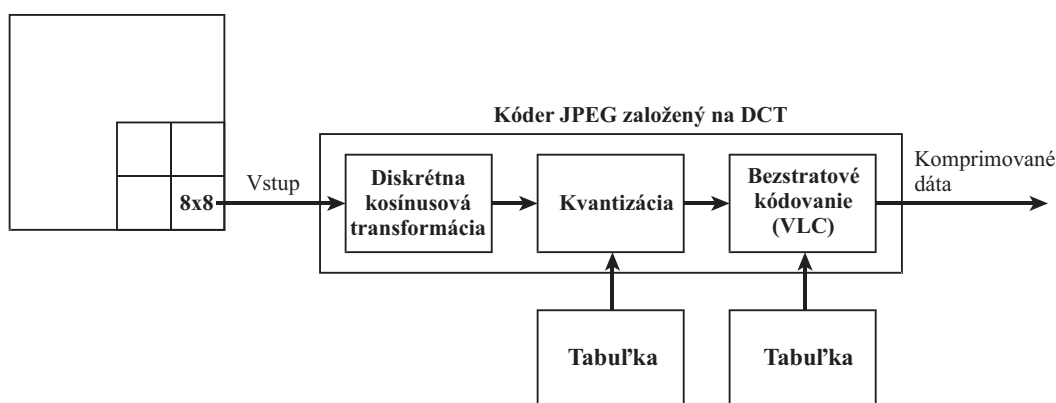 Kóder JPEG založený na DCT
8x8
Vstup
Diskrétna
kosínusová
transformácia
Kvantizácia
Bezstratové
kódovanie
(VLC)
Komprimované
dáta
Tabuľka
Tabuľka